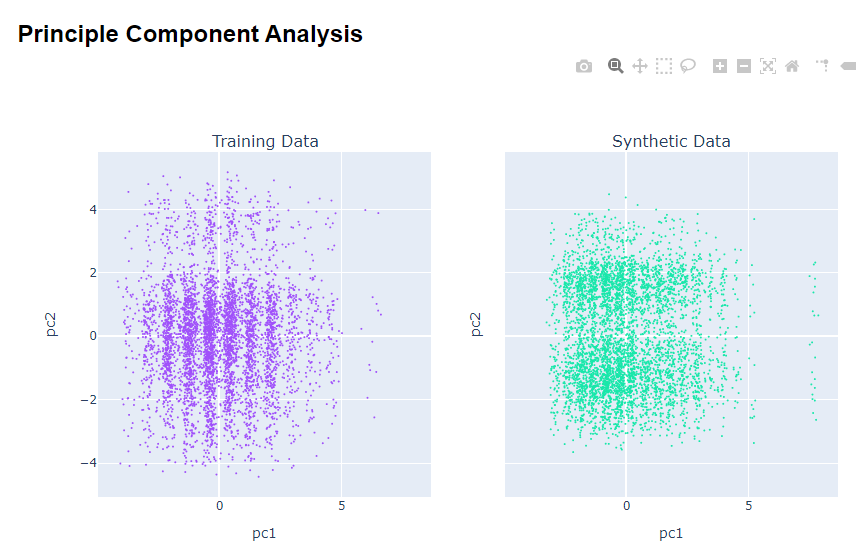 Principle Component Analysis
Training Data
Synthetic Data
4
2
0
−2
−4
pc2
pc2
0
5
0
5
pc1
pc1